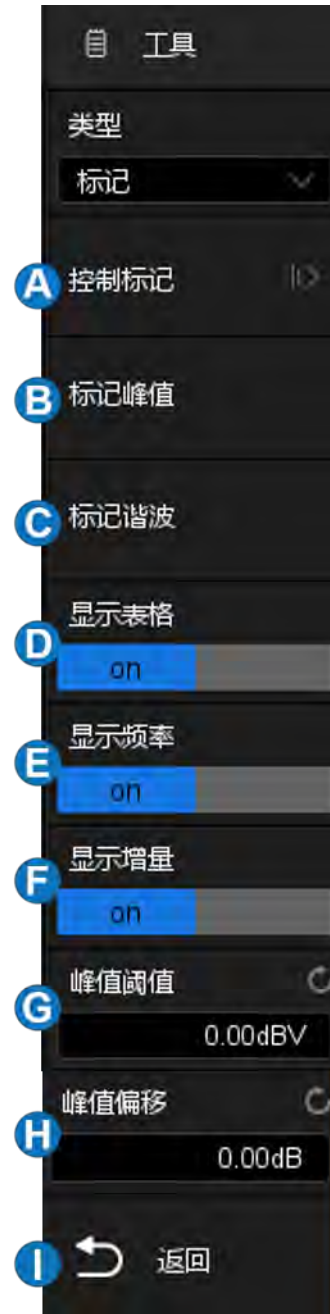 工具
类型
标记
A 控制标记
B 标记峰值
C 标记谐波
显示表格
D
on
显示频率
E
on
显示增量
F
on
峰值阈值
G
0.00dBV
峰值偏移
H
0.00dB
I 返回